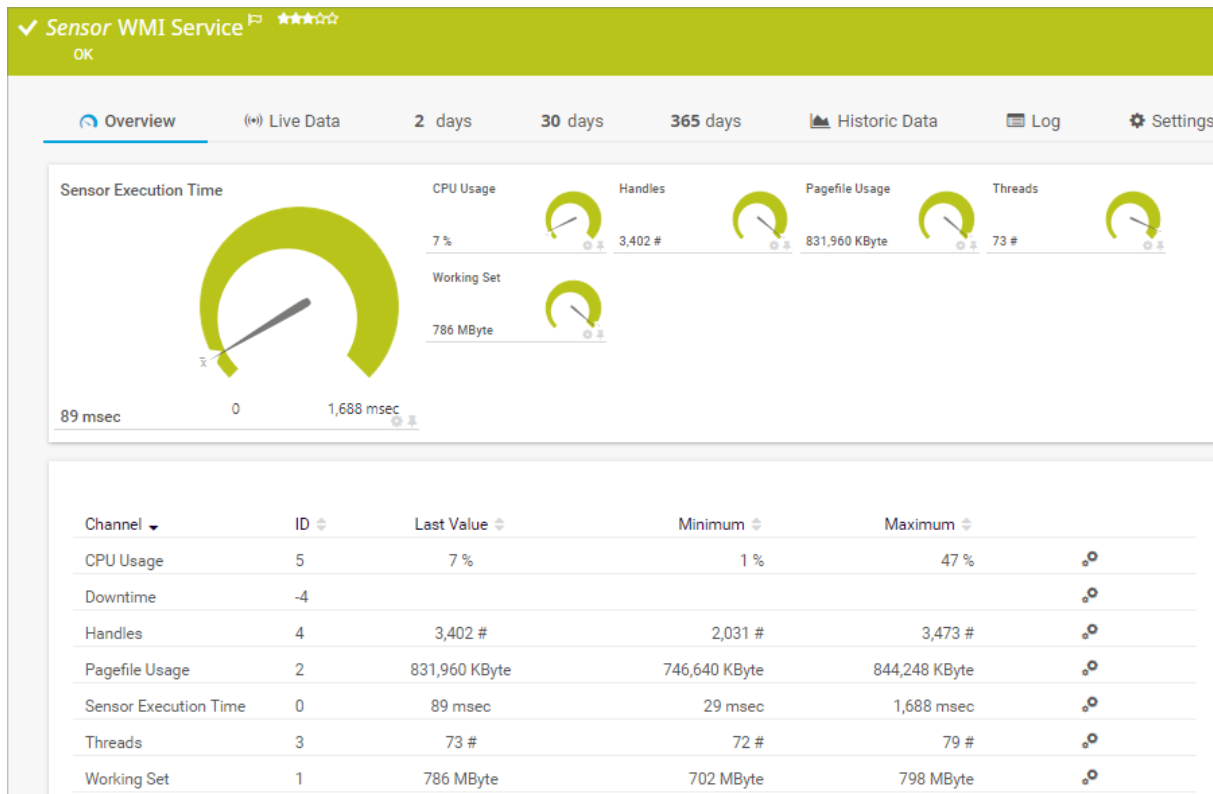 Sensor WMI Service
OK
Overview Live Data 2 days 30 days 365 days Historic Data Log Settings
Sensor Execution Time
x
0 1,688 msec
89 msec
CPU Usage
7 %
Handles
3,402 #
Pagefile Usage
831,960 KByte
Threads
73 #
Working Set
786 MByte
Channel ID Last Value Minimum Maximum
CPU Usage 5 7 % 1 % 47 %
Downtime -4
Handles 4 3,402 # 2,031 # 3,473 #
Pagefile Usage 2 831,960 KByte 746,640 KByte 844,248 KByte
Sensor Execution Time 0 89 msec 29 msec 1,688 msec
Threads 3 73 # 72 # 79 #
Working Set 1 786 MByte 702 MByte 798 MByte